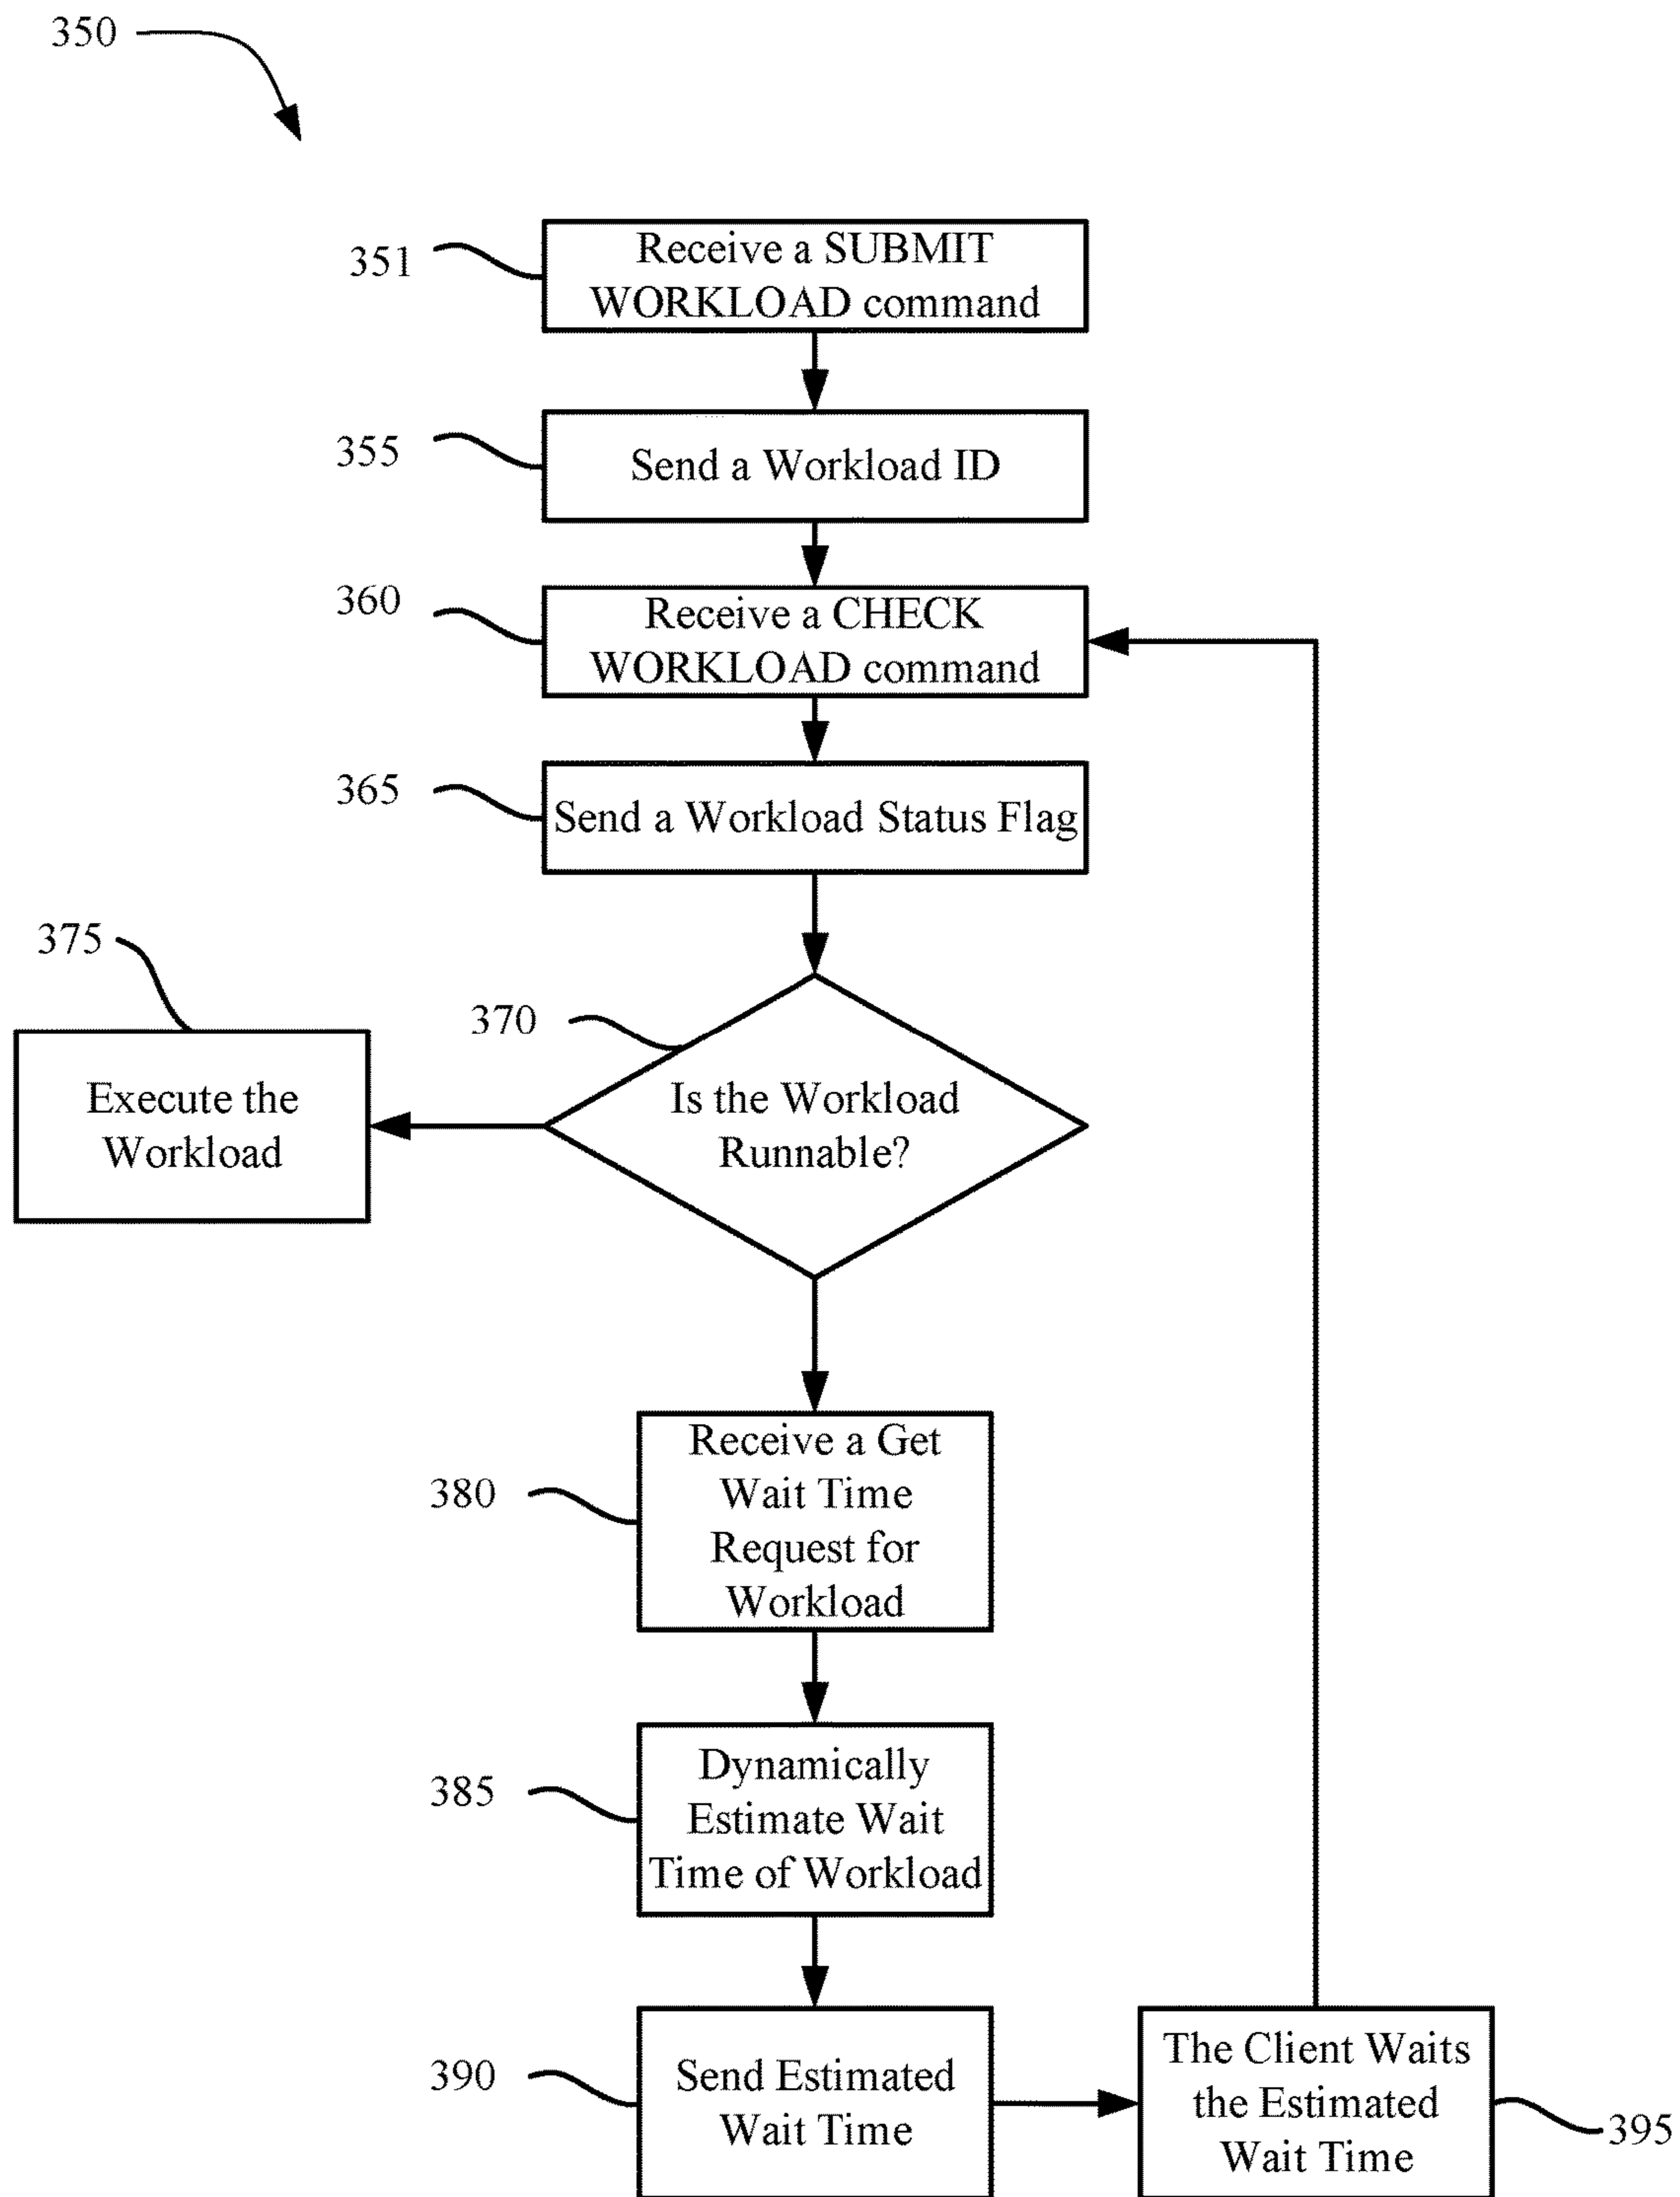 350
351
Receive a SUBMIT
WORKLOAD command
355
Send a Workload ID
360
Receive a CHECK
WORKLOAD command
365
Send a Workload Status Flag
375
Execute the
Workload
370
Is the Workload
Runnable?
380
Receive a Get
Wait Time
Request for
Workload
385
Dynamically
Estimate Wait
Time of Workload
390
Send Estimated
Wait Time
The Client Waits
the Estimated
Wait Time
395